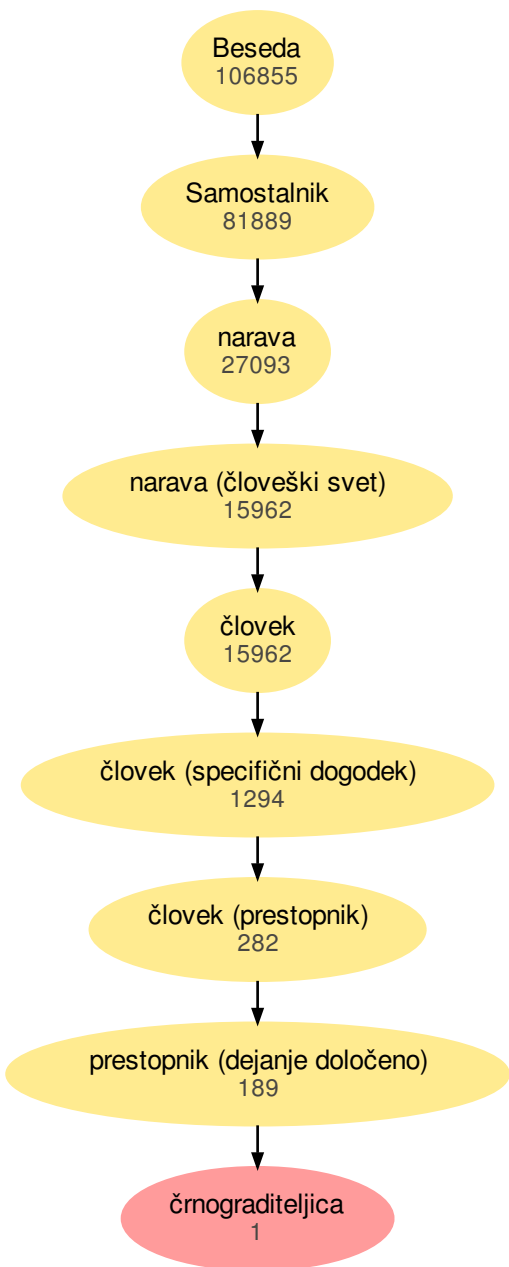 Beseda
106855
Samostalnik
81889
narava
27093
narava (človeški svet)
15962
človek
15962
človek (specifični dogodek)
1294
človek (prestopnik)
282
prestopnik (dejanje določeno)
189
črnograditeljica
1